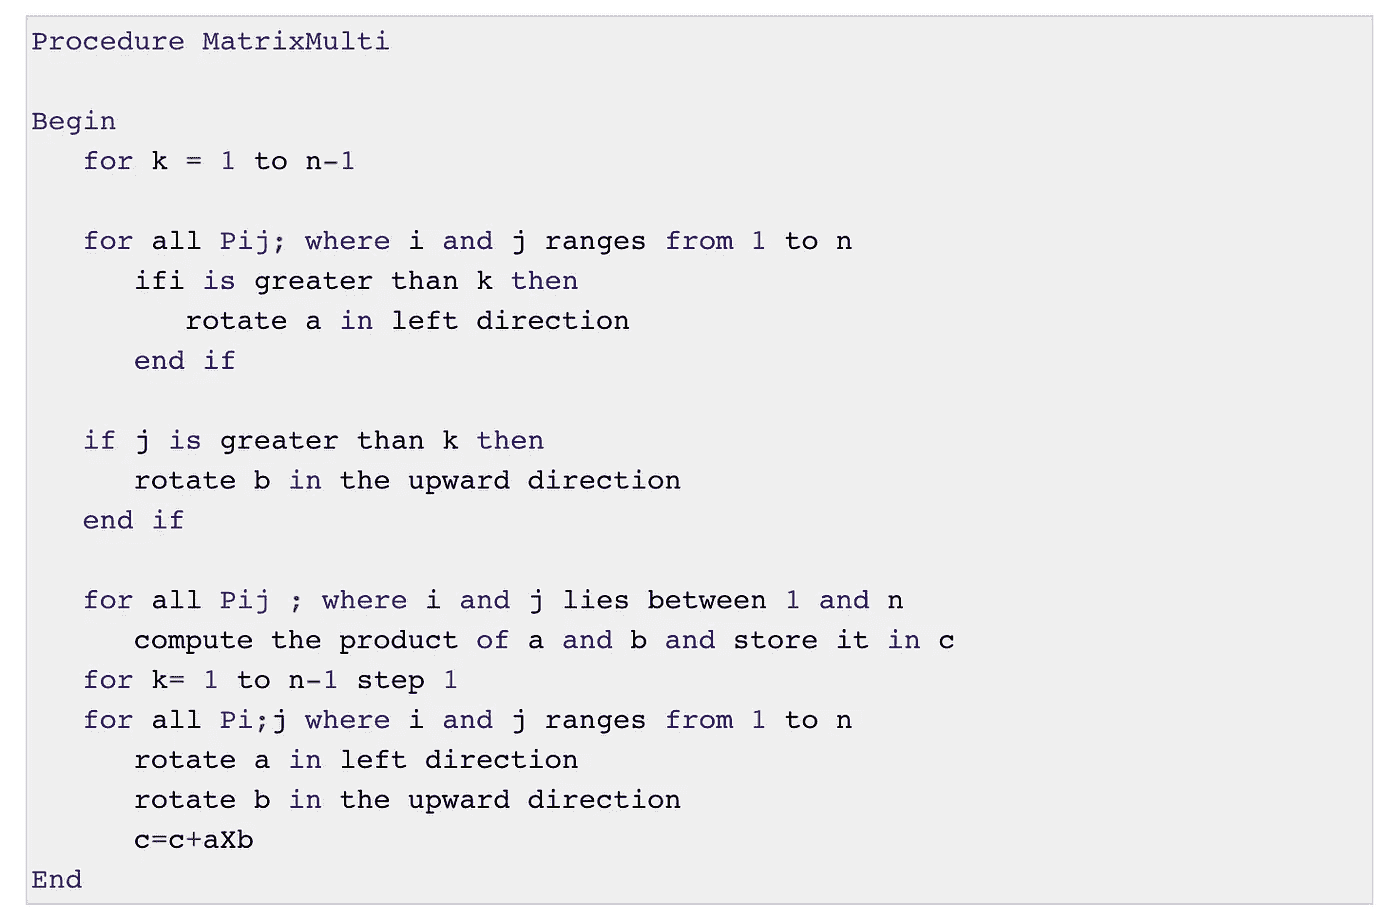 Procedure MatrixMulti
Begin
for k = 1 to n-1
for all Pij; where i and j ranges from 1 to n
ifi is greater than k then
rotate a in left direction
end if
if j is greater than k then
rotate b in the upward direction
end if
for all Pij ; where i and j lies between 1 and n
compute the product of a and b and store it in c
for k= 1 to n-1 step 1
for all Pi;j where i and j ranges from 1 to n
rotate a in left direction
rotate b in the upward direction
c=c+aXb
End